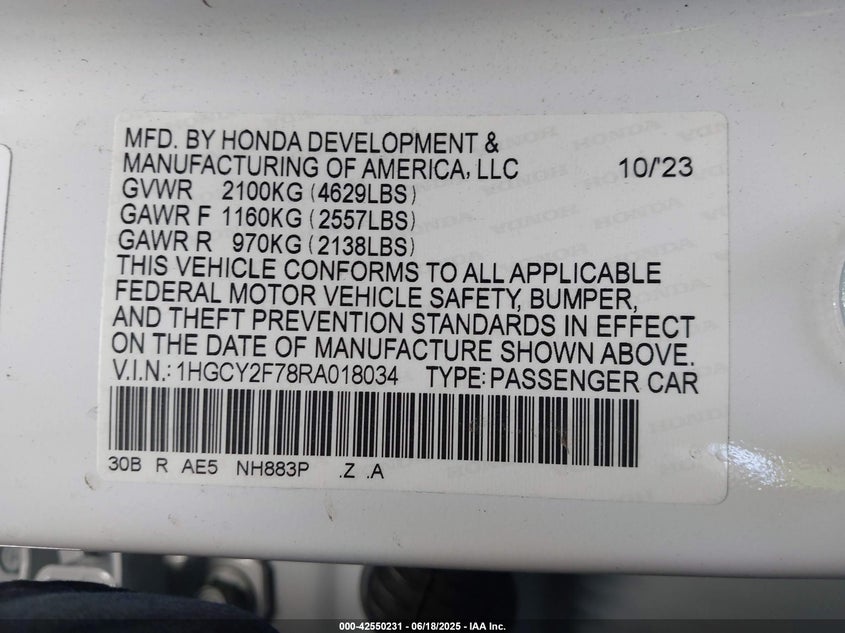 MFD. BY HONDA DEVELOPMENT &
MANUFACTURING OF AMERICA, LLC 10/'23
GVWR 2100KG (4629LBS)
GAWR F 1160KG (2557LBS)
GAWR R 970KG (2138LBS)
THIS VEHICLE CONFORMS TO ALL APPLICABLE
FEDERAL MOTOR VEHICLE SAFETY, BUMPER,
AND THEFT PREVENTION STANDARDS IN EFFECT
ON THE DATE OF MANUFACTURE SHOWN ABOVE.
V.I.N.: 1HGCY2F78RA018034 TYPE: PASSENGER CAR
30B R AE5 NH883P .Z .A
000-42550231 - 06/18/2025 - IAA Inc.